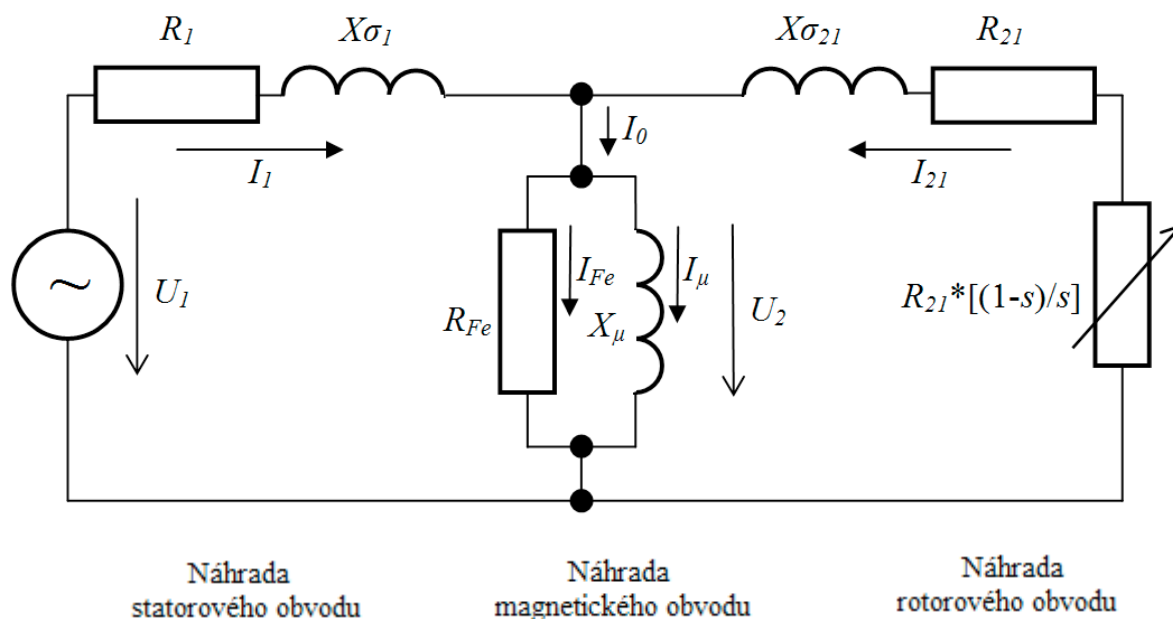 R1 Xσ1 Xσ21 R21
I0
I1 I21
U1 RFe IFe Xμ Iμ U2 R21*[(1-s)/s]
~
Náhrada
statorového obvodu
Náhrada
magnetického obvodu
Náhrada
rotorového obvodu